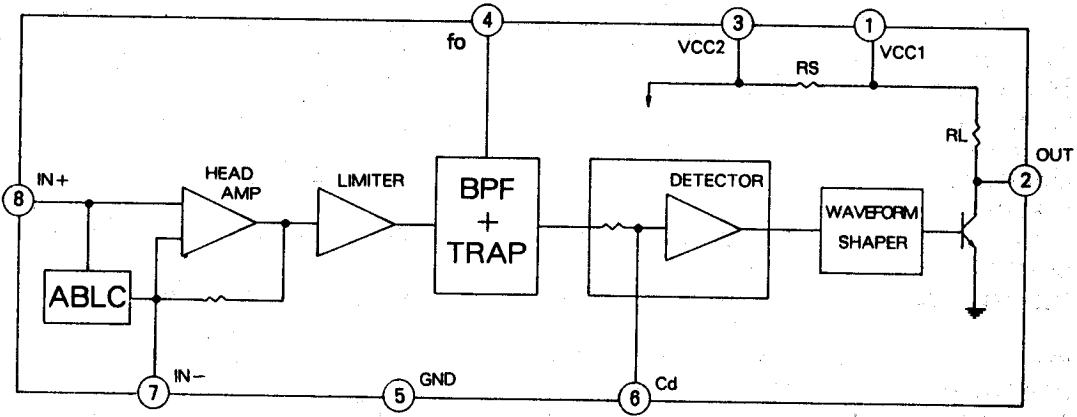 4
fo
3
VCC2
1
VCC1
RS
RL
OUT
2
8
IN+
HEAD
AMP
LIMITER
BPF
+
TRAP
DETECTOR
WAVEFORM
SHAPER
ABLC
7
IN-
5
GND
6
Cd